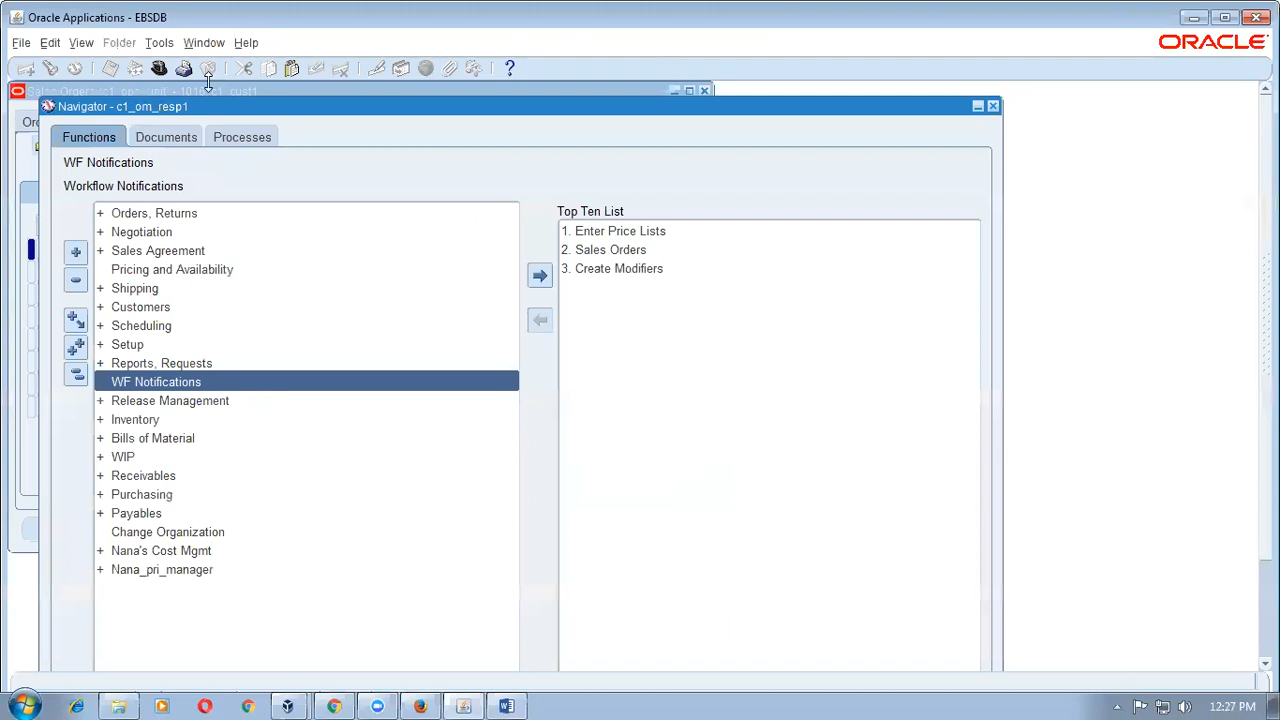 Oracle Applications - EBSDB
File Edit View Folder Tools Window Help
ORACLE
Navigator - c1_om_resp1
Functions Documents Processes
WF Notifications
Workflow Notifications
+ Orders, Returns
+ Negotiation
+ Sales Agreement
Pricing and Availability
+ Shipping
+ Customers
+ Scheduling
+ Setup
+ Reports, Requests
WF Notifications
+ Release Management
+ Inventory
+ Bills of Material
+ WIP
+ Receivables
+ Purchasing
+ Payables
Change Organization
+ Nana's Cost Mgmt
+ Nana_pri_manager
Top Ten List
1. Enter Price Lists
2. Sales Orders
3. Create Modifiers
12:27 PM